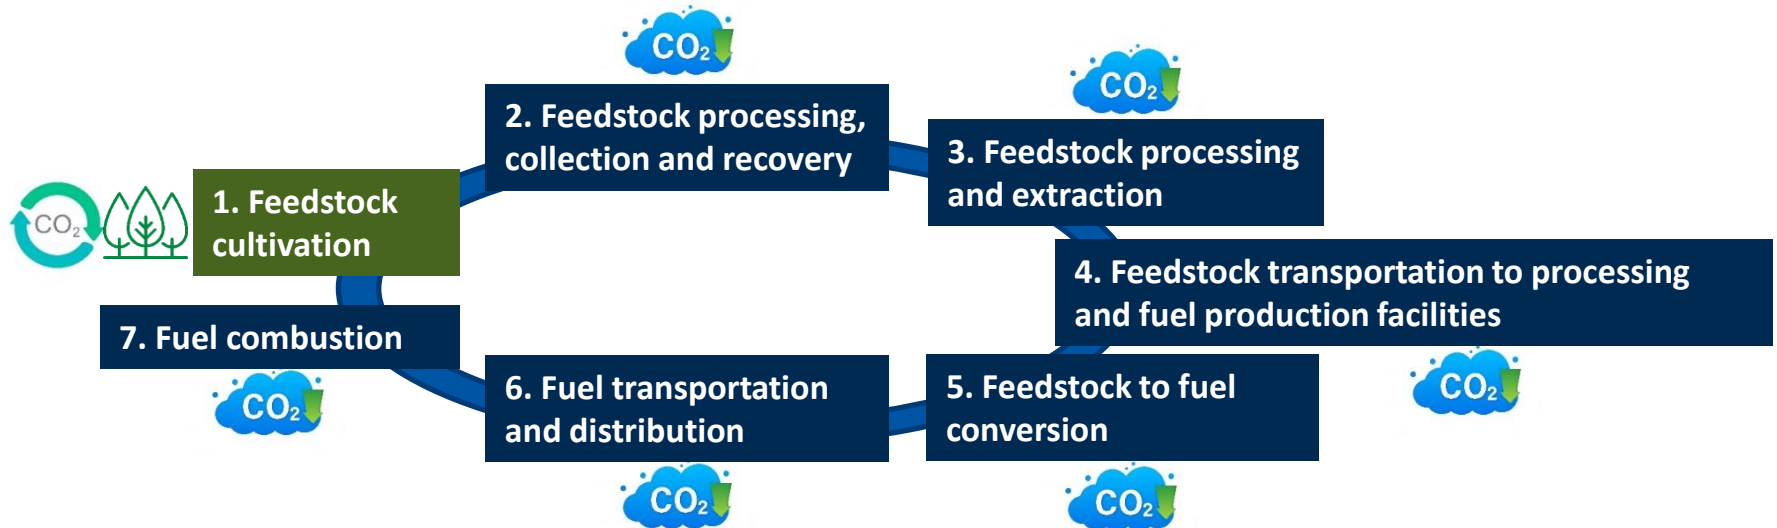 CO₂
1. Feedstock
cultivation
CO₂
2. Feedstock processing,
collection and recovery
CO₂
3. Feedstock processing
and extraction
4. Feedstock transportation to processing
and fuel production facilities
CO₂
5. Feedstock to fuel
conversion
CO₂
6. Fuel transportation
and distribution
CO₂
7. Fuel combustion
CO₂